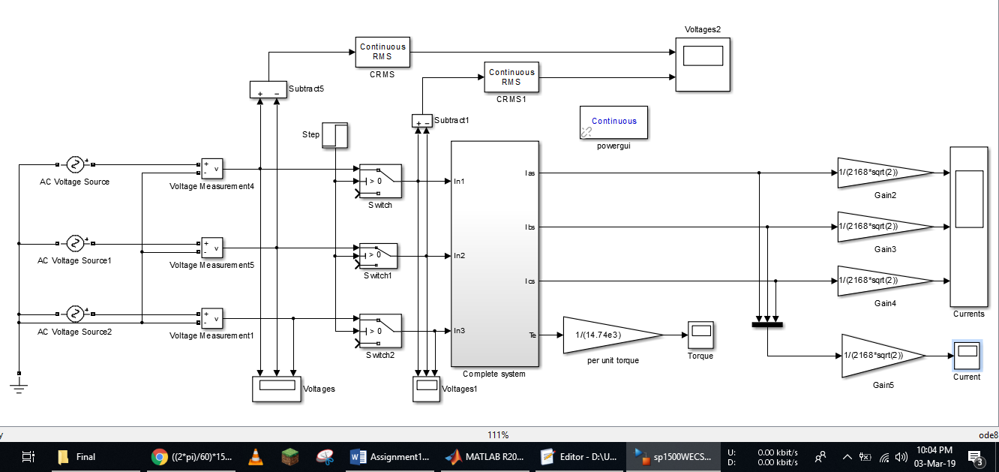 Voltages2
Continuous
RMS
CRMS
Continuous
RMS
CRMS1
Subtract5
+ −
Subtract1
+ −
Continuous
powergui
Step
AC Voltage Source
+
-
v
Voltage Measurement4
> 0
Switch
In1
Ias
1/(2168*sqrt(2))
Gain2
AC Voltage Source1
+
-
v
Voltage Measurement5
> 0
Switch1
In2
Ibs
1/(2168*sqrt(2))
Gain3
Ics
1/(2168*sqrt(2))
Gain4
Currents
AC Voltage Source2
+
-
v
Voltage Measurement1
> 0
Switch2
In3
Te
Complete system
1/(14.74e3)
per unit torque
Torque
1/(2168*sqrt(2))
Gain5
Current
Voltages
Voltages1
y
111%
ode8
Final
((2*pi)/60)*15...
Assignment1...
MATLAB R20...
Editor - D:\U...
sp1500WECS...
U: 0.00 kbit/s
D: 0.00 kbit/s
10:04 PM
03-Mar-19
3